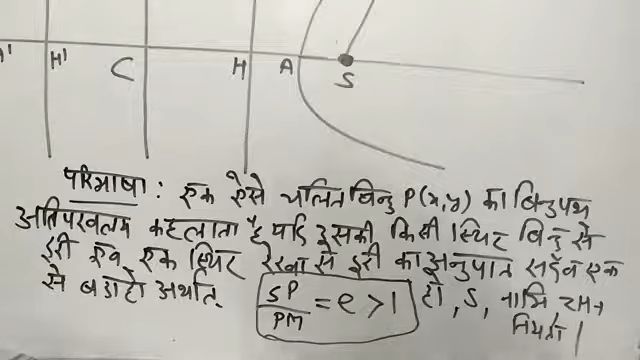 A' H' C H A S
परिभाषा : एक ऐसे चलित बिन्दु P(x,y) का बिन्दुपथ
अतिपरवलय कहलाता है यदि इसकी किसी स्थिर बिन्दु से
दूरी एवं एक स्थिर रेखा से दूरी का अनुपात सदैव एक
से बड़ा हो अर्थात् SP/PM = e > 1 हो, S, नाभि,
नियता |